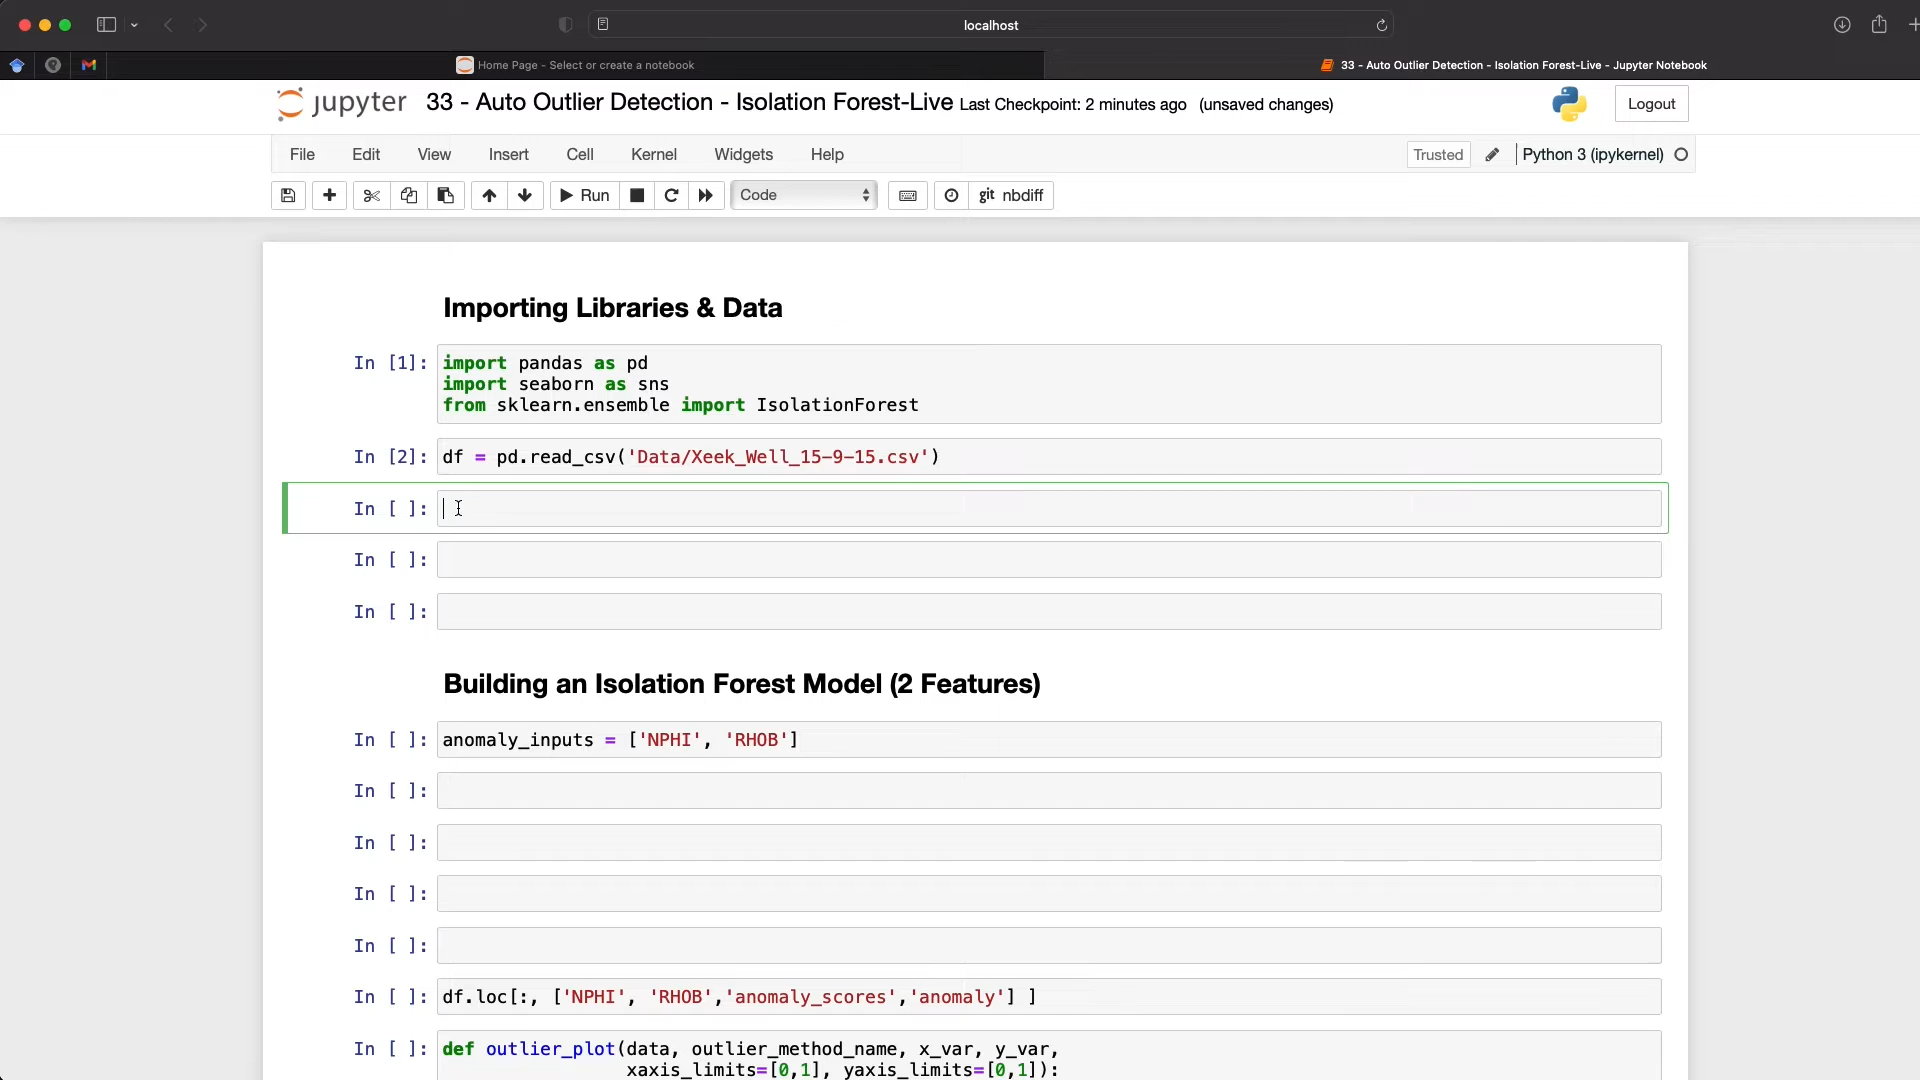 localhost
Home Page - Select or create a notebook
33 - Auto Outlier Detection - Isolation Forest-Live - Jupyter Notebook
jupyter 33 - Auto Outlier Detection - Isolation Forest-Live Last Checkpoint: 2 minutes ago (unsaved changes)
Logout
File Edit View Insert Cell Kernel Widgets Help
Trusted Python 3 (ipykernel)
Run Code git nbdiff
Importing Libraries & Data
In [1]: import pandas as pd
import seaborn as sns
from sklearn.ensemble import IsolationForest
In [2]: df = pd.read_csv('Data/Xeek_Well_15-9-15.csv')
In [ ]:
In [ ]:
In [ ]:
Building an Isolation Forest Model (2 Features)
In [ ]: anomaly_inputs = ['NPHI', 'RHOB']
In [ ]:
In [ ]:
In [ ]:
In [ ]:
In [ ]: df.loc[:, ['NPHI', 'RHOB','anomaly_scores','anomaly'] ]
In [ ]: def outlier_plot(data, outlier_method_name, x_var, y_var,
xaxis_limits=[0,1], yaxis_limits=[0,1]):